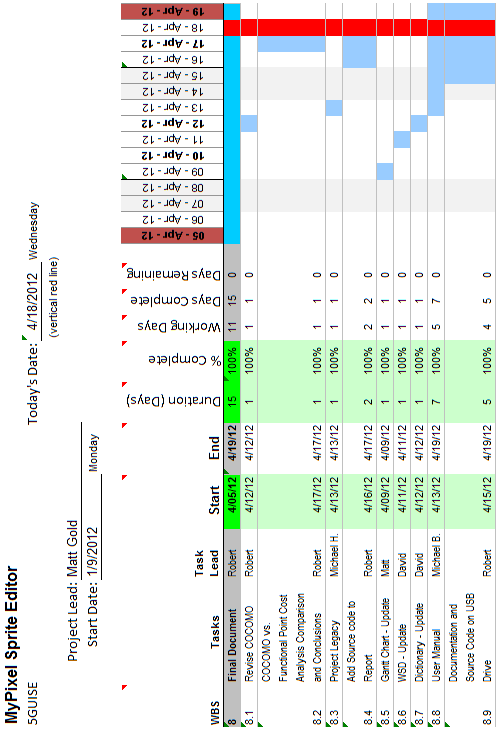 MyPixel Sprite Editor
5GUISE
Today's Date: 4/18/2012 Wednesday
(vertical red line)
Project Lead: Matt Gold
Start Date: 1/9/2012 Monday
WBS Tasks Task Lead Start End Duration (Days) % Complete Working Days Days Complete Days Remaining 05 - Apr - 12 06 - Apr - 12 07 - Apr - 12 08 - Apr - 12 09 - Apr - 12 10 - Apr - 12 11 - Apr - 12 12 - Apr - 12 13 - Apr - 12 14 - Apr - 12 15 - Apr - 12 16 - Apr - 12 17 - Apr - 12 18 - Apr - 12 19 - Apr - 12
8 Final Document Robert 4/05/12 4/19/12 15 100% 11 15 0
8.1 Revise COCOMO Robert 4/12/12 4/12/12 1 100% 1 1 0
COCOMO vs.
Functional Point Cost
Analysis Comparison
8.2 and Conclusions Robert 4/17/12 4/17/12 1 100% 1 1 0
8.3 Project Legacy Michael H. 4/13/12 4/13/12 1 100% 1 1 0
Add Source code to
8.4 Report Robert 4/16/12 4/17/12 2 100% 2 2 0
8.5 Gantt Chart - Update Matt 4/09/12 4/09/12 1 100% 1 1 0
8.6 WSD - Update David 4/11/12 4/11/12 1 100% 1 1 0
8.7 Dictionary - Update David 4/12/12 4/12/12 1 100% 1 1 0
8.8 User Manual Michael B. 4/13/12 4/19/12 7 100% 5 7 0
Documentation and
Source Code on USB
8.9 Drive Robert 4/15/12 4/19/12 5 100% 4 5 0